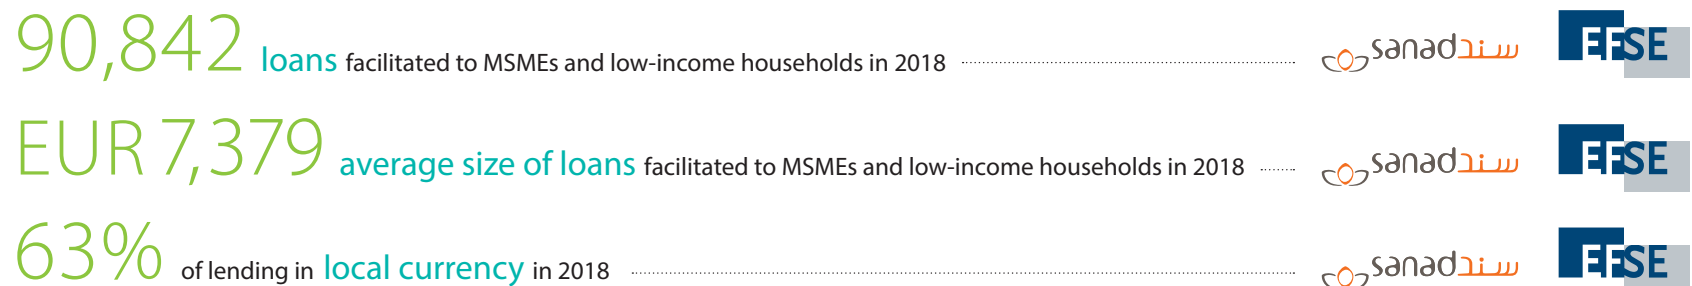 90,842 loans facilitated to MSMEs and low-income households in 2018 sanad سند EFSE
EUR 7,379 average size of loans facilitated to MSMEs and low-income households in 2018 sanad سند EFSE
63% of lending in local currency in 2018 sanad سند EFSE